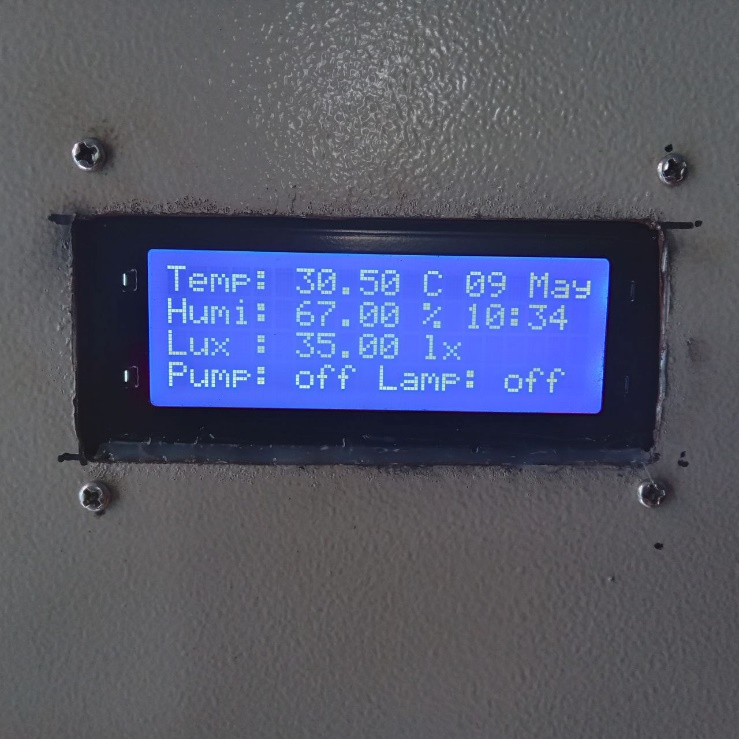 Temp: 30.50 C 09 May
Humi: 67.00 % 10:34
Lux : 35.00 lx
Pump: off Lamp: off